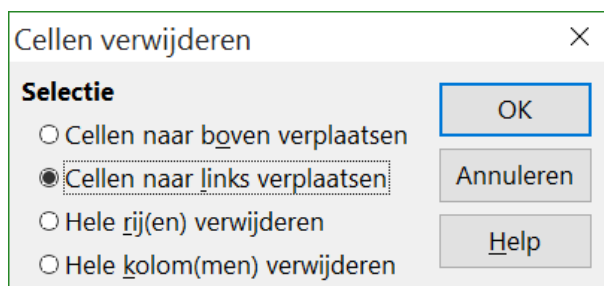 Cellen verwijderen
Selectie
Cellen naar boven verplaatsen
Cellen naar links verplaatsen
Hele rij(en) verwijderen
Hele kolom(men) verwijderen
OK
Annuleren
Help